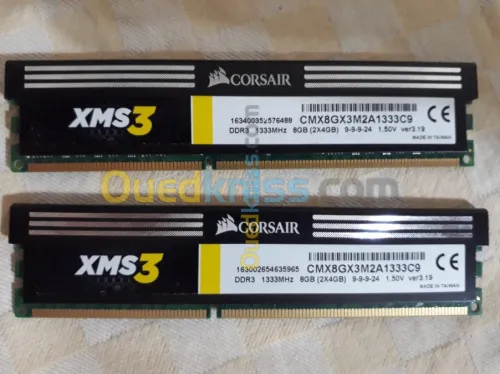 CORSAIR
XMS3
CMX8GX3M2A1333C9
DDR3 1333MHz 8GB (2X4GB) 9-9-9-24 1.50V ver3.19
MADE IN TAIWAN
CE
Ouedkniss.com
Ouedkniss.com
CORSAIR
XMS3
163002654635965 CMX8GX3M2A1333C9
DDR3 1333MHz 8GB (2X4GB) 9-9-9-24 1.50V ver3.19
MADE IN TAIWAN
CE